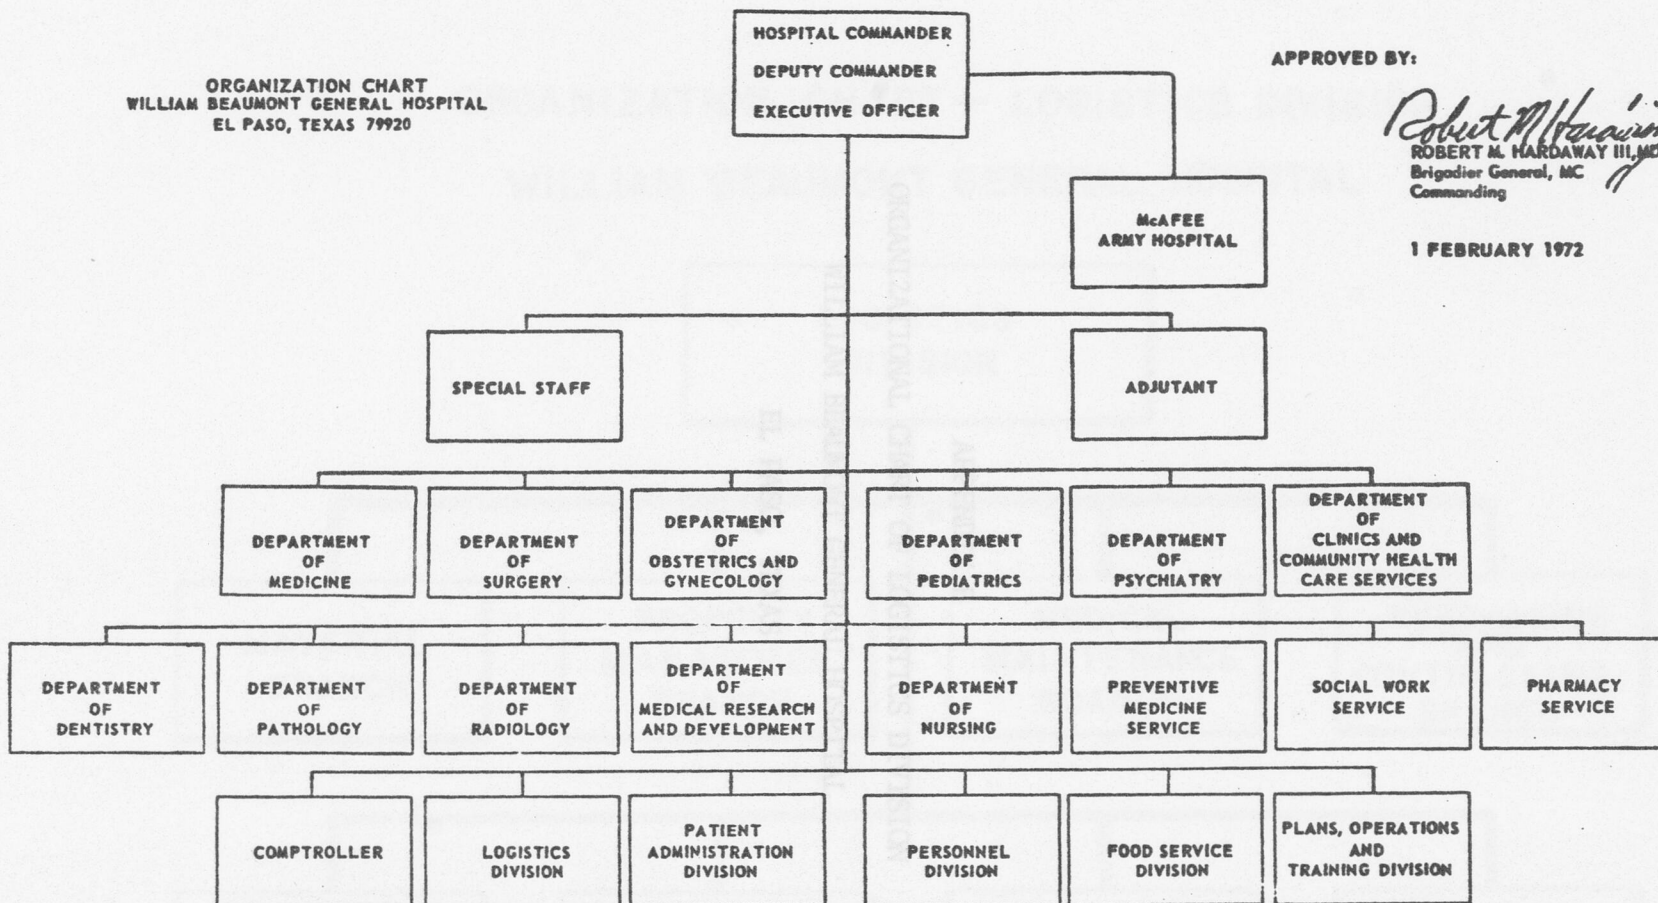 ORGANIZATION CHART
WILLIAM BEAUMONT GENERAL HOSPITAL
EL PASO, TEXAS 79920
HOSPITAL COMMANDER
DEPUTY COMMANDER
EXECUTIVE OFFICER
APPROVED BY:
Robert M Hardaway
ROBERT M. HARDAWAY III, MD
Brigadier General, MC
Commanding
1 FEBRUARY 1972
McAFEE
ARMY HOSPITAL
SPECIAL STAFF
ADJUTANT
DEPARTMENT
OF
MEDICINE
DEPARTMENT
OF
SURGERY
DEPARTMENT
OF
OBSTETRICS AND
GYNECOLOGY
DEPARTMENT
OF
PEDIATRICS
DEPARTMENT
OF
PSYCHIATRY
DEPARTMENT
OF
CLINICS AND
COMMUNITY HEALTH
CARE SERVICES
DEPARTMENT
OF
DENTISTRY
DEPARTMENT
OF
PATHOLOGY
DEPARTMENT
OF
RADIOLOGY
DEPARTMENT
OF
MEDICAL RESEARCH
AND DEVELOPMENT
DEPARTMENT
OF
NURSING
PREVENTIVE
MEDICINE
SERVICE
SOCIAL WORK
SERVICE
PHARMACY
SERVICE
COMPTROLLER
LOGISTICS
DIVISION
PATIENT
ADMINISTRATION
DIVISION
PERSONNEL
DIVISION
FOOD SERVICE
DIVISION
PLANS, OPERATIONS
AND
TRAINING DIVISION